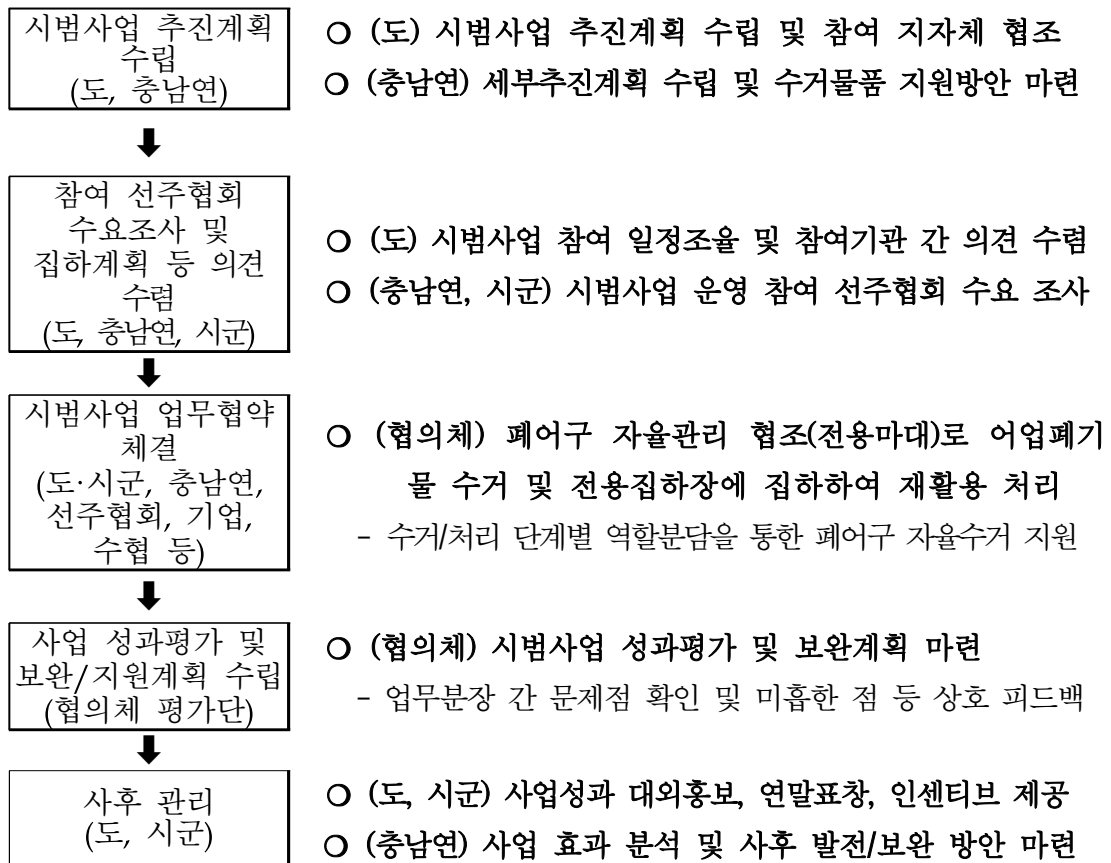 시범사업 추진계획
수립
(도, 충남연)
❍ (도) 시범사업 추진계획 수립 및 참여 지자체 협조
❍ (충남연) 세부추진계획 수립 및 수거물품 지원방안 마련
참여 선주협회
수요조사 및
집하계획 등 의견
수렴
(도, 충남연, 시군)
❍ (도) 시범사업 참여 일정조율 및 참여기관 간 의견 수렴
❍ (충남연, 시군) 시범사업 운영 참여 선주협회 수요 조사
시범사업 업무협약
체결
(도·시군, 충남연,
선주협회, 기업,
수협 등)
❍ (협의체) 폐어구 자율관리 협조(전용마대)로 어업폐기
물 수거 및 전용집하장에 집하하여 재활용 처리
- 수거/처리 단계별 역할분담을 통한 폐어구 자율수거 지원
사업 성과평가 및
보완/지원계획 수립
(협의체 평가단)
❍ (협의체) 시범사업 성과평가 및 보완계획 마련
- 업무분장 간 문제점 확인 및 미흡한 점 등 상호 피드백
사후 관리
(도, 시군)
❍ (도, 시군) 사업성과 대외홍보, 연말표창, 인센티브 제공
❍ (충남연) 사업 효과 분석 및 사후 발전/보완 방안 마련